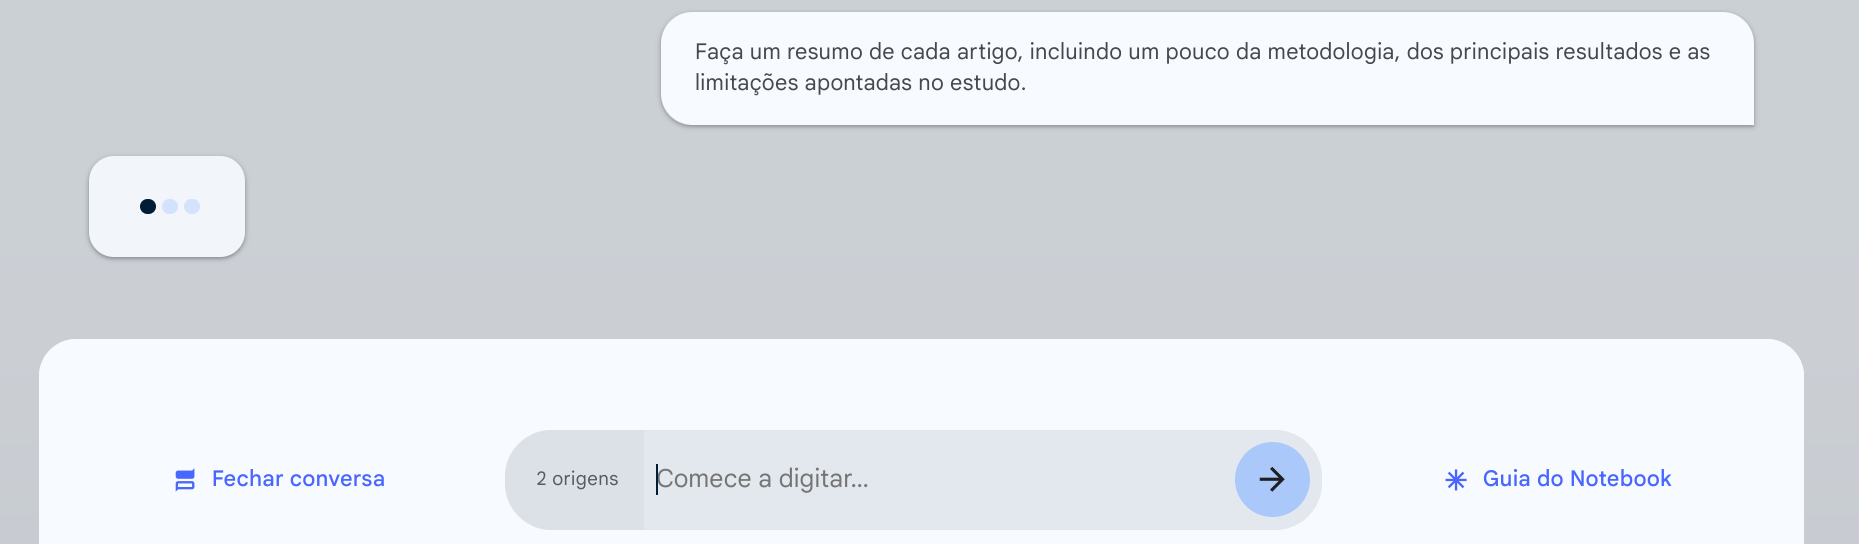 Faça um resumo de cada artigo, incluindo um pouco da metodologia, dos principais resultados e as
limitações apontadas no estudo.
Fechar conversa
2 origens
Comece a digitar...
Guia do Notebook